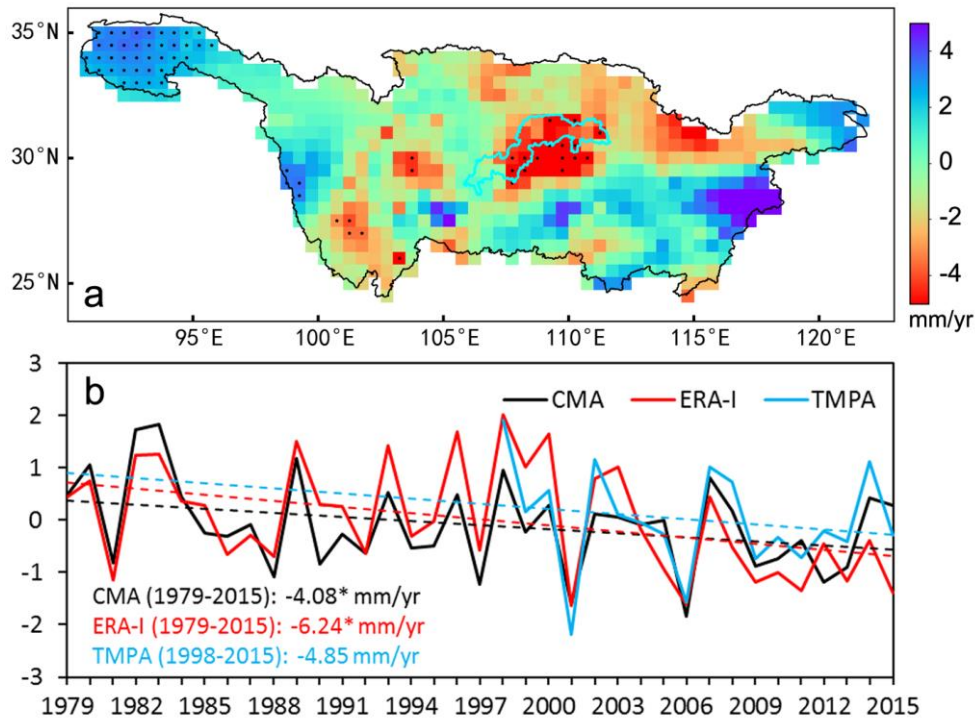 35°N
30°N
25°N
a
95°E 100°E 105°E 110°E 115°E 120°E
4
2
0
-2
-4
mm/yr
b
CMA ERA-I TMPA
3
2
1
0
-1
-2
-3
CMA (1979-2015): -4.08* mm/yr
ERA-I (1979-2015): -6.24* mm/yr
TMPA (1998-2015): -4.85 mm/yr
1979 1982 1985 1988 1991 1994 1997 2000 2003 2006 2009 2012 2015